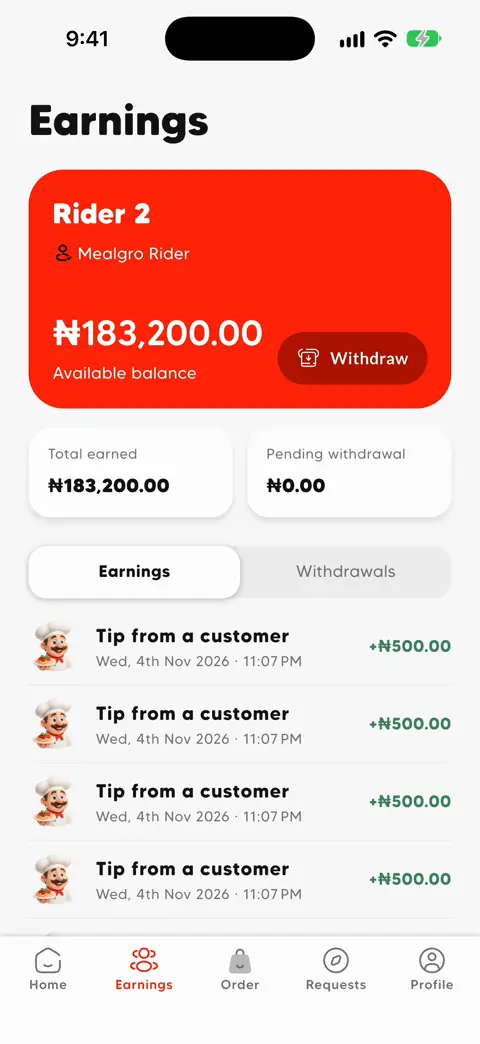 9:41
Earnings
Rider 2
Mealgro Rider
₦183,200.00
Available balance
Withdraw
Total earned
₦183,200.00
Pending withdrawal
₦0.00
Earnings
Withdrawals
Tip from a customer
Wed, 4th Nov 2026 · 11:07 PM
+₦500.00
Tip from a customer
Wed, 4th Nov 2026 · 11:07 PM
+₦500.00
Tip from a customer
Wed, 4th Nov 2026 · 11:07 PM
+₦500.00
Tip from a customer
Wed, 4th Nov 2026 · 11:07 PM
+₦500.00
Home
Earnings
Order
Requests
Profile